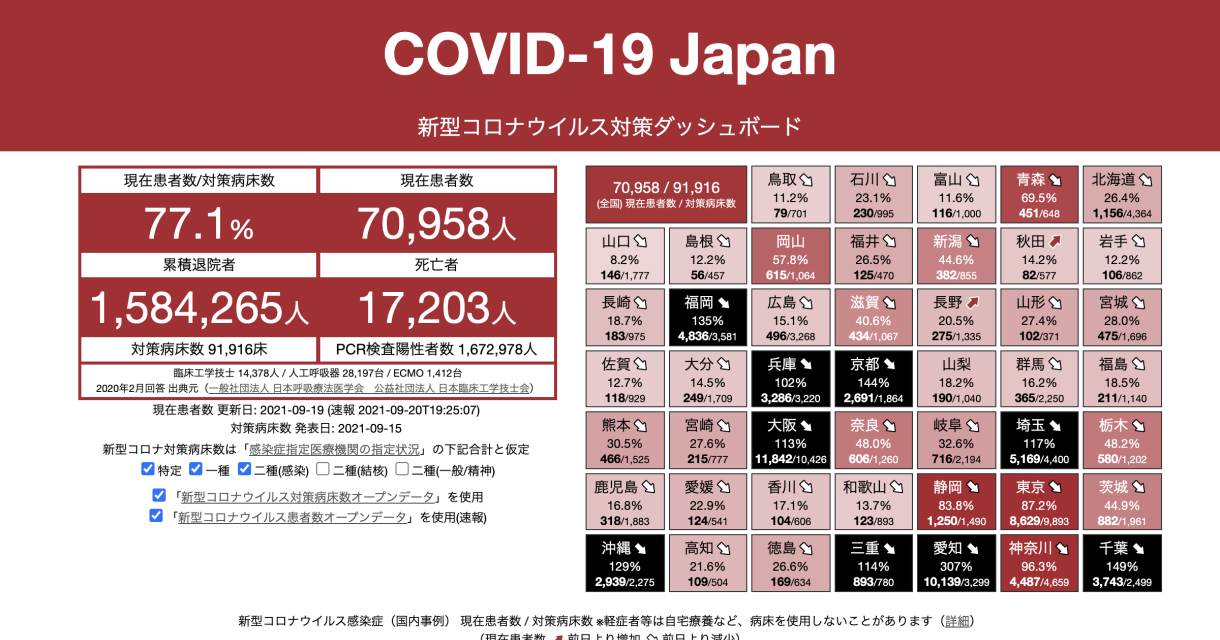 COVID-19 Japan
新型コロナウイルス対策ダッシュボード
現在患者数/対策病床数
現在患者数
77.1%
70,958人
累積退院者
死亡者
1,584,265人
17,203人
対策病床数 91,916床
PCR検査陽性者数 1,672,978人
臨床工学技士 14,378人 / 人工呼吸器 28,197台 / ECMO 1,412台
2020年2月回答 出典元（一般社団法人 日本呼吸療法医学会　公益社団法人 日本臨床工学技士会）
現在患者数 更新日: 2021-09-19 (速報 2021-09-20T19:25:07)
対策病床数 発表日: 2021-09-15
新型コロナ対策病床数は「感染症指定医療機関の指定状況」の下記合計と仮定
特定 一種 二種(感染) 二種(結核) 二種(一般/精神)
「新型コロナウイルス対策病床数オープンデータ」を使用
「新型コロナウイルス患者数オープンデータ」を使用(速報)
70,958 / 91,916
(全国) 現在患者数 / 対策病床数
鳥取
11.2%
79/701
石川
23.1%
230/995
富山
11.6%
116/1,000
青森
69.5%
451/648
北海道
26.4%
1,156/4,364
山口
8.2%
146/1,777
島根
12.2%
56/457
岡山
57.8%
615/1,064
福井
26.5%
125/470
新潟
44.6%
382/855
秋田
14.2%
82/577
岩手
12.2%
106/862
長崎
18.7%
183/975
福岡
135%
4,836/3,581
広島
15.1%
496/3,268
滋賀
40.6%
434/1,067
長野
20.5%
275/1,335
山形
27.4%
102/371
宮城
28.0%
475/1,696
佐賀
12.7%
118/929
大分
14.5%
249/1,709
兵庫
102%
3,286/3,220
京都
144%
2,691/1,864
山梨
18.2%
190/1,040
群馬
16.2%
365/2,250
福島
18.5%
211/1,140
熊本
30.5%
466/1,525
宮崎
27.6%
215/777
大阪
113%
11,842/10,426
奈良
48.0%
606/1,260
岐阜
32.6%
716/2,194
埼玉
117%
5,169/4,400
栃木
48.2%
580/1,202
鹿児島
16.8%
318/1,883
愛媛
22.9%
124/541
香川
17.1%
104/606
和歌山
13.7%
123/893
静岡
83.8%
1,250/1,490
東京
87.2%
8,629/9,893
茨城
44.9%
882/1,961
沖縄
129%
2,939/2,275
高知
21.6%
109/504
徳島
26.6%
169/634
三重
114%
893/780
愛知
307%
10,139/3,299
神奈川
96.3%
4,487/4,659
千葉
149%
3,743/2,499
新型コロナウイルス感染症（国内事例） 現在患者数 / 対策病床数 ※軽症者等は自宅療養など、病床を使用しないことがあります（詳細）
（現在患者数 前日より増加 前日より減少）